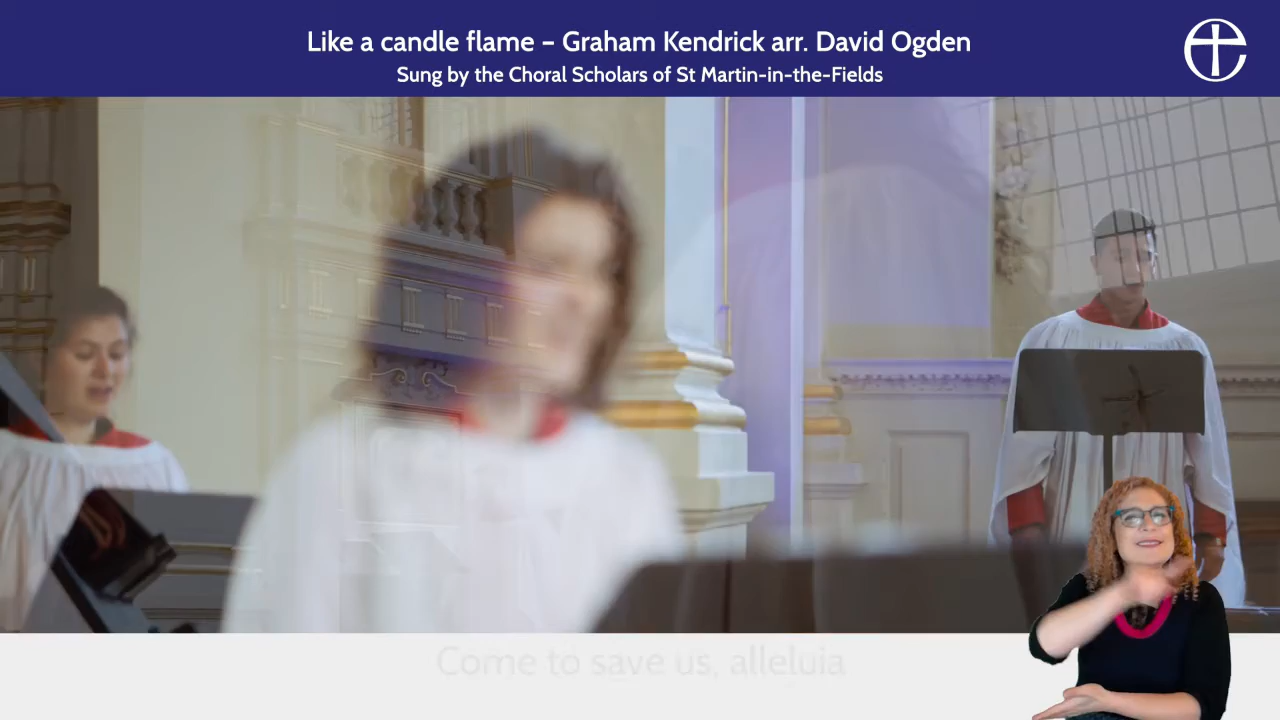 Like a candle flame – Graham Kendrick arr. David Ogden
Sung by the Choral Scholars of St Martin-in-the-Fields
Come to save us, alleluia